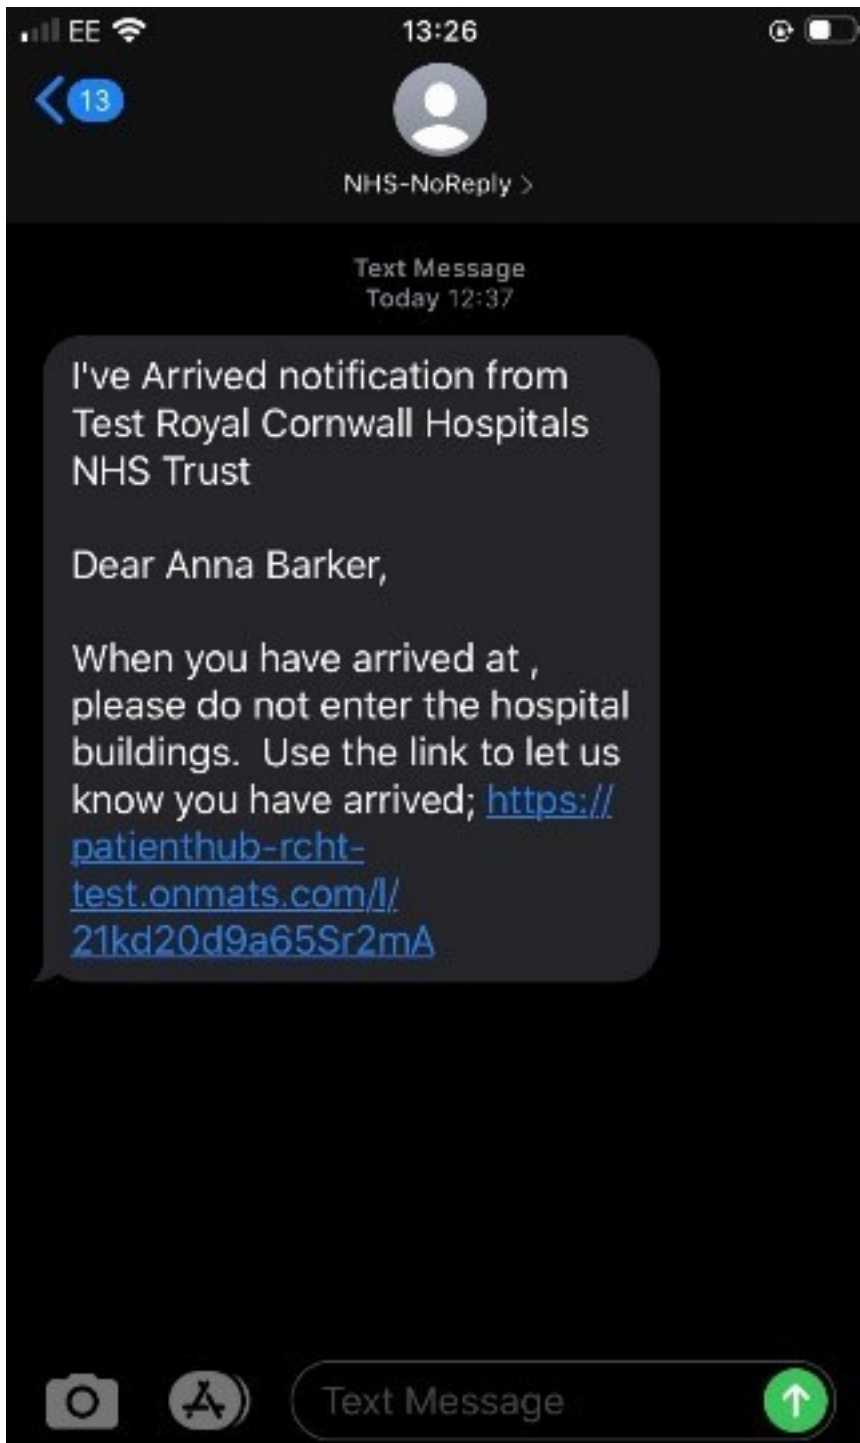 EE
13:26
13
NHS-NoReply >
Text Message
Today 12:37
I've Arrived notification from
Test Royal Cornwall Hospitals
NHS Trust
Dear Anna Barker,
When you have arrived at ,
please do not enter the hospital
buildings.  Use the link to let us
know you have arrived; https://
patienthub-rcht-
test.onmats.com/l/
21kd20d9a65Sr2mA
Text Message